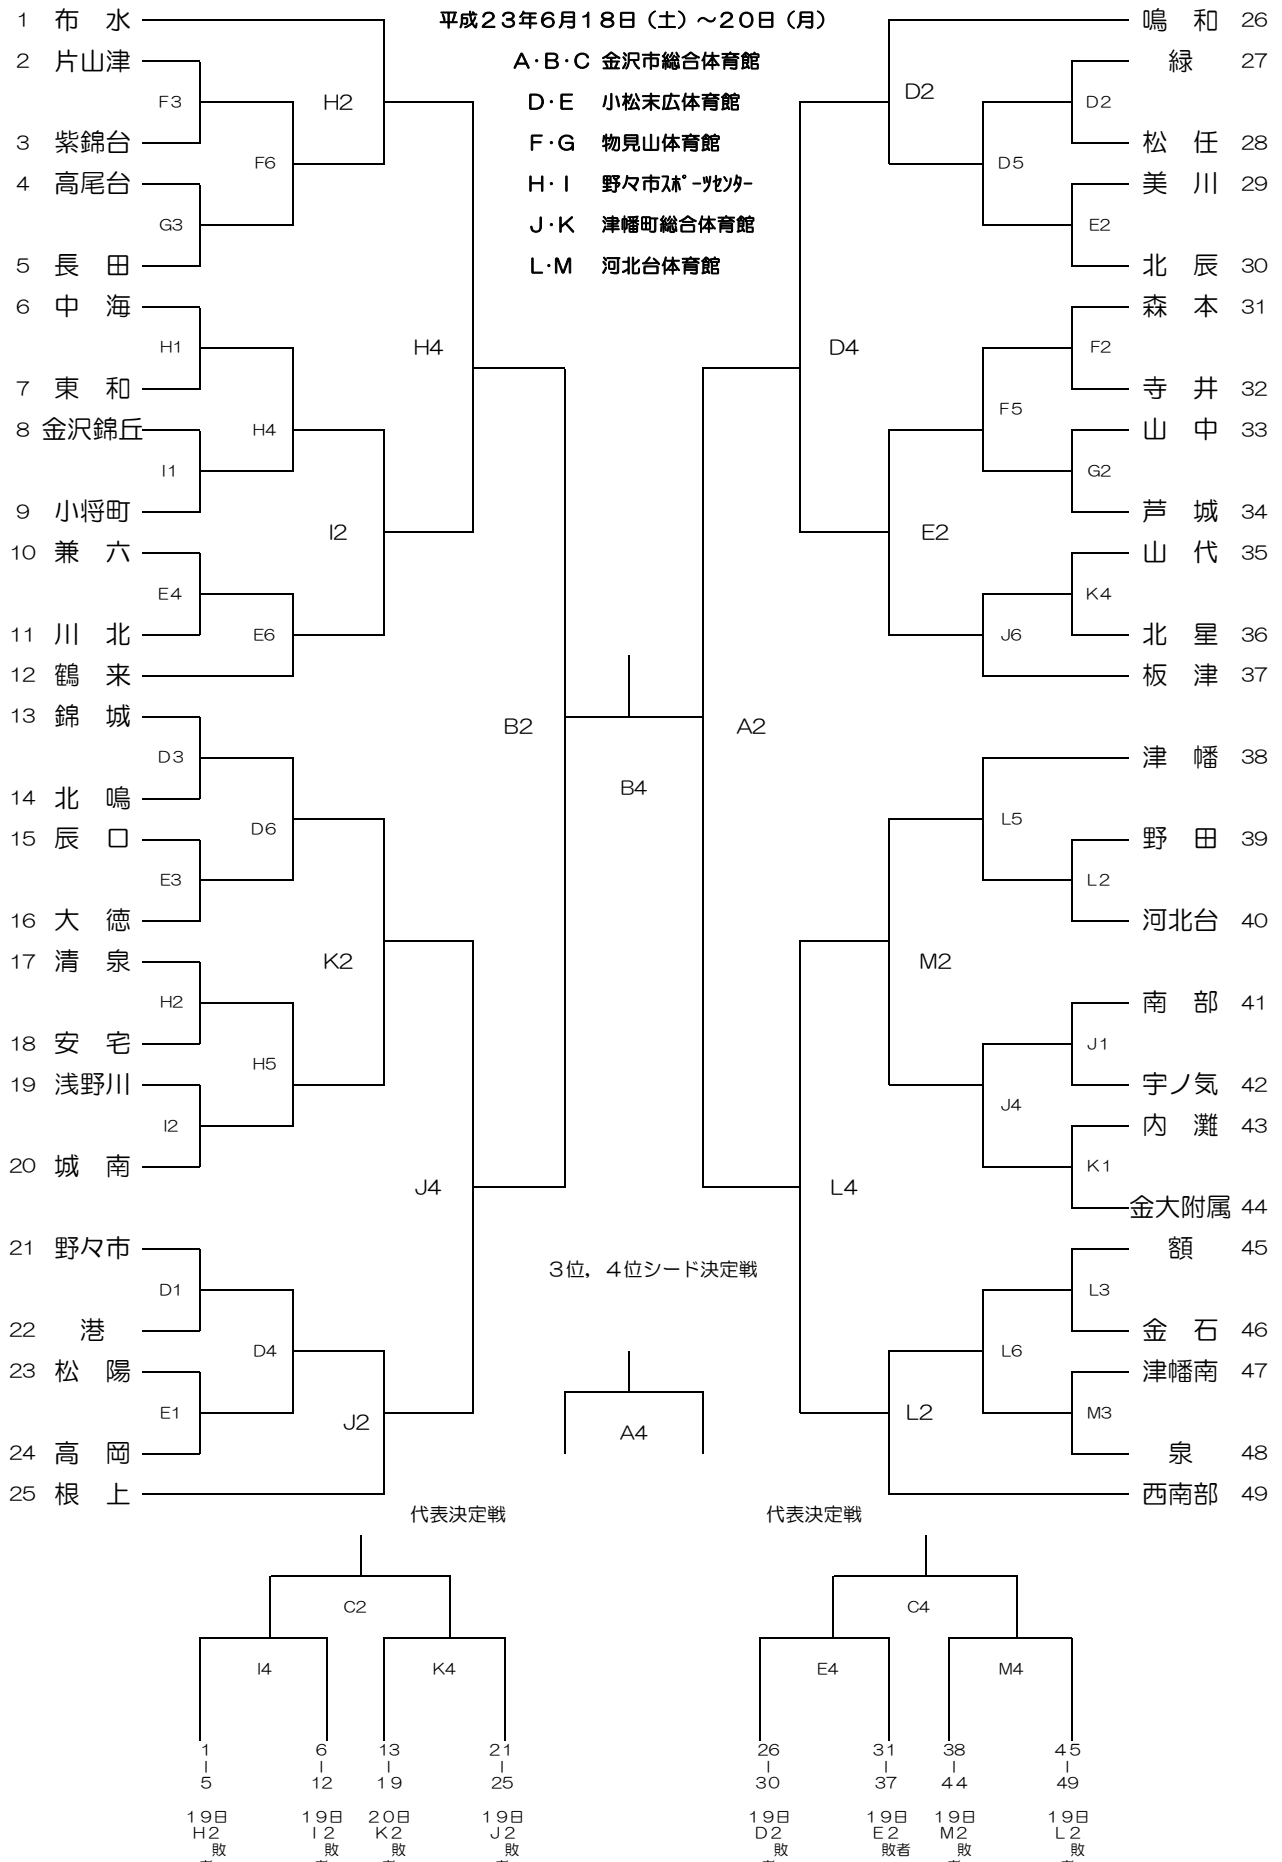 平成２３年６月１８日（土）～２０日（月）
A・B・C 金沢市総合体育館
D・E 小松末広体育館
F・G 物見山体育館
H・I 野々市ｽﾎﾟｰﾂｾﾝﾀｰ
J・K 津幡町総合体育館
L・M 河北台体育館
1 布 水
2 片山津
3 紫錦台
4 高尾台
5 長 田
6 中 海
7 東 和
8 金沢錦丘
9 小将町
10 兼 六
11 川 北
12 鶴 来
13 錦 城
14 北 鳴
15 辰 口
16 大 徳
17 清 泉
18 安 宅
19 浅野川
20 城 南
21 野々市
22 港
23 松 陽
24 高 岡
25 根 上
F3
G3
H1
I1
E4
D3
E3
H2
I2
D1
E1
F6
H4
E6
D6
H5
D4
H2
I2
K2
J2
H4
J4
B2
B4
A2
D4
L4
D2
E2
M2
L2
D5
F5
J6
L5
J4
L6
D2
E2
F2
G2
K4
L2
J1
K1
L3
M3
鳴 和 26
緑 27
松 任 28
美 川 29
北 辰 30
森 本 31
寺 井 32
山 中 33
芦 城 34
山 代 35
北 星 36
板 津 37
津 幡 38
野 田 39
河北台 40
南 部 41
宇ノ気 42
内 灘 43
金大附属 44
額 45
金 石 46
津幡南 47
泉 48
西南部 49
３位，４位シード決定戦
A4
代表決定戦
C2
I4 K4
1 6 13 21
| | | |
5 12 19 25
19日 19日 20日 19日
H2 I2 K2 J2
敗 敗 敗 敗
代表決定戦
C4
E4 M4
26 31 38 45
| | | |
30 37 44 49
19日 19日 19日 19日
D2 E2 M2 L2
敗 敗者 敗 敗